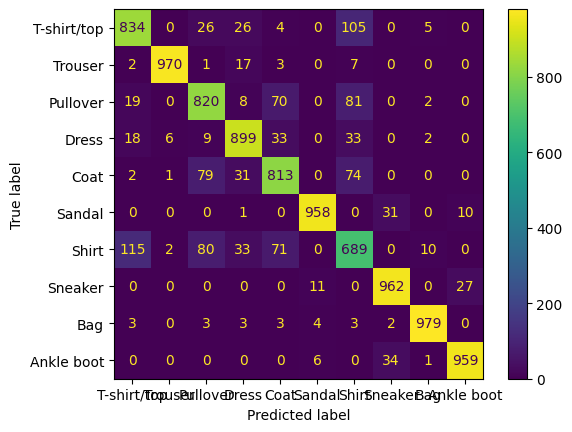 T-shirt/top 834 0 26 26 4 0 105 0 5 0
Trouser 2 970 1 17 3 0 7 0 0 0
Pullover 19 0 820 8 70 0 81 0 2 0
Dress 18 6 9 899 33 0 33 0 2 0
Coat 2 1 79 31 813 0 74 0 0 0
Sandal 0 0 0 1 0 958 0 31 0 10
Shirt 115 2 80 33 71 0 689 0 10 0
Sneaker 0 0 0 0 0 11 0 962 0 27
Bag 3 0 3 3 3 4 3 2 979 0
Ankle boot 0 0 0 0 0 6 0 34 1 959
T-shirt/top Trouser Pullover Dress Coat Sandal Shirt Sneaker Bag Ankle boot
Predicted label
True label
800
600
400
200
0